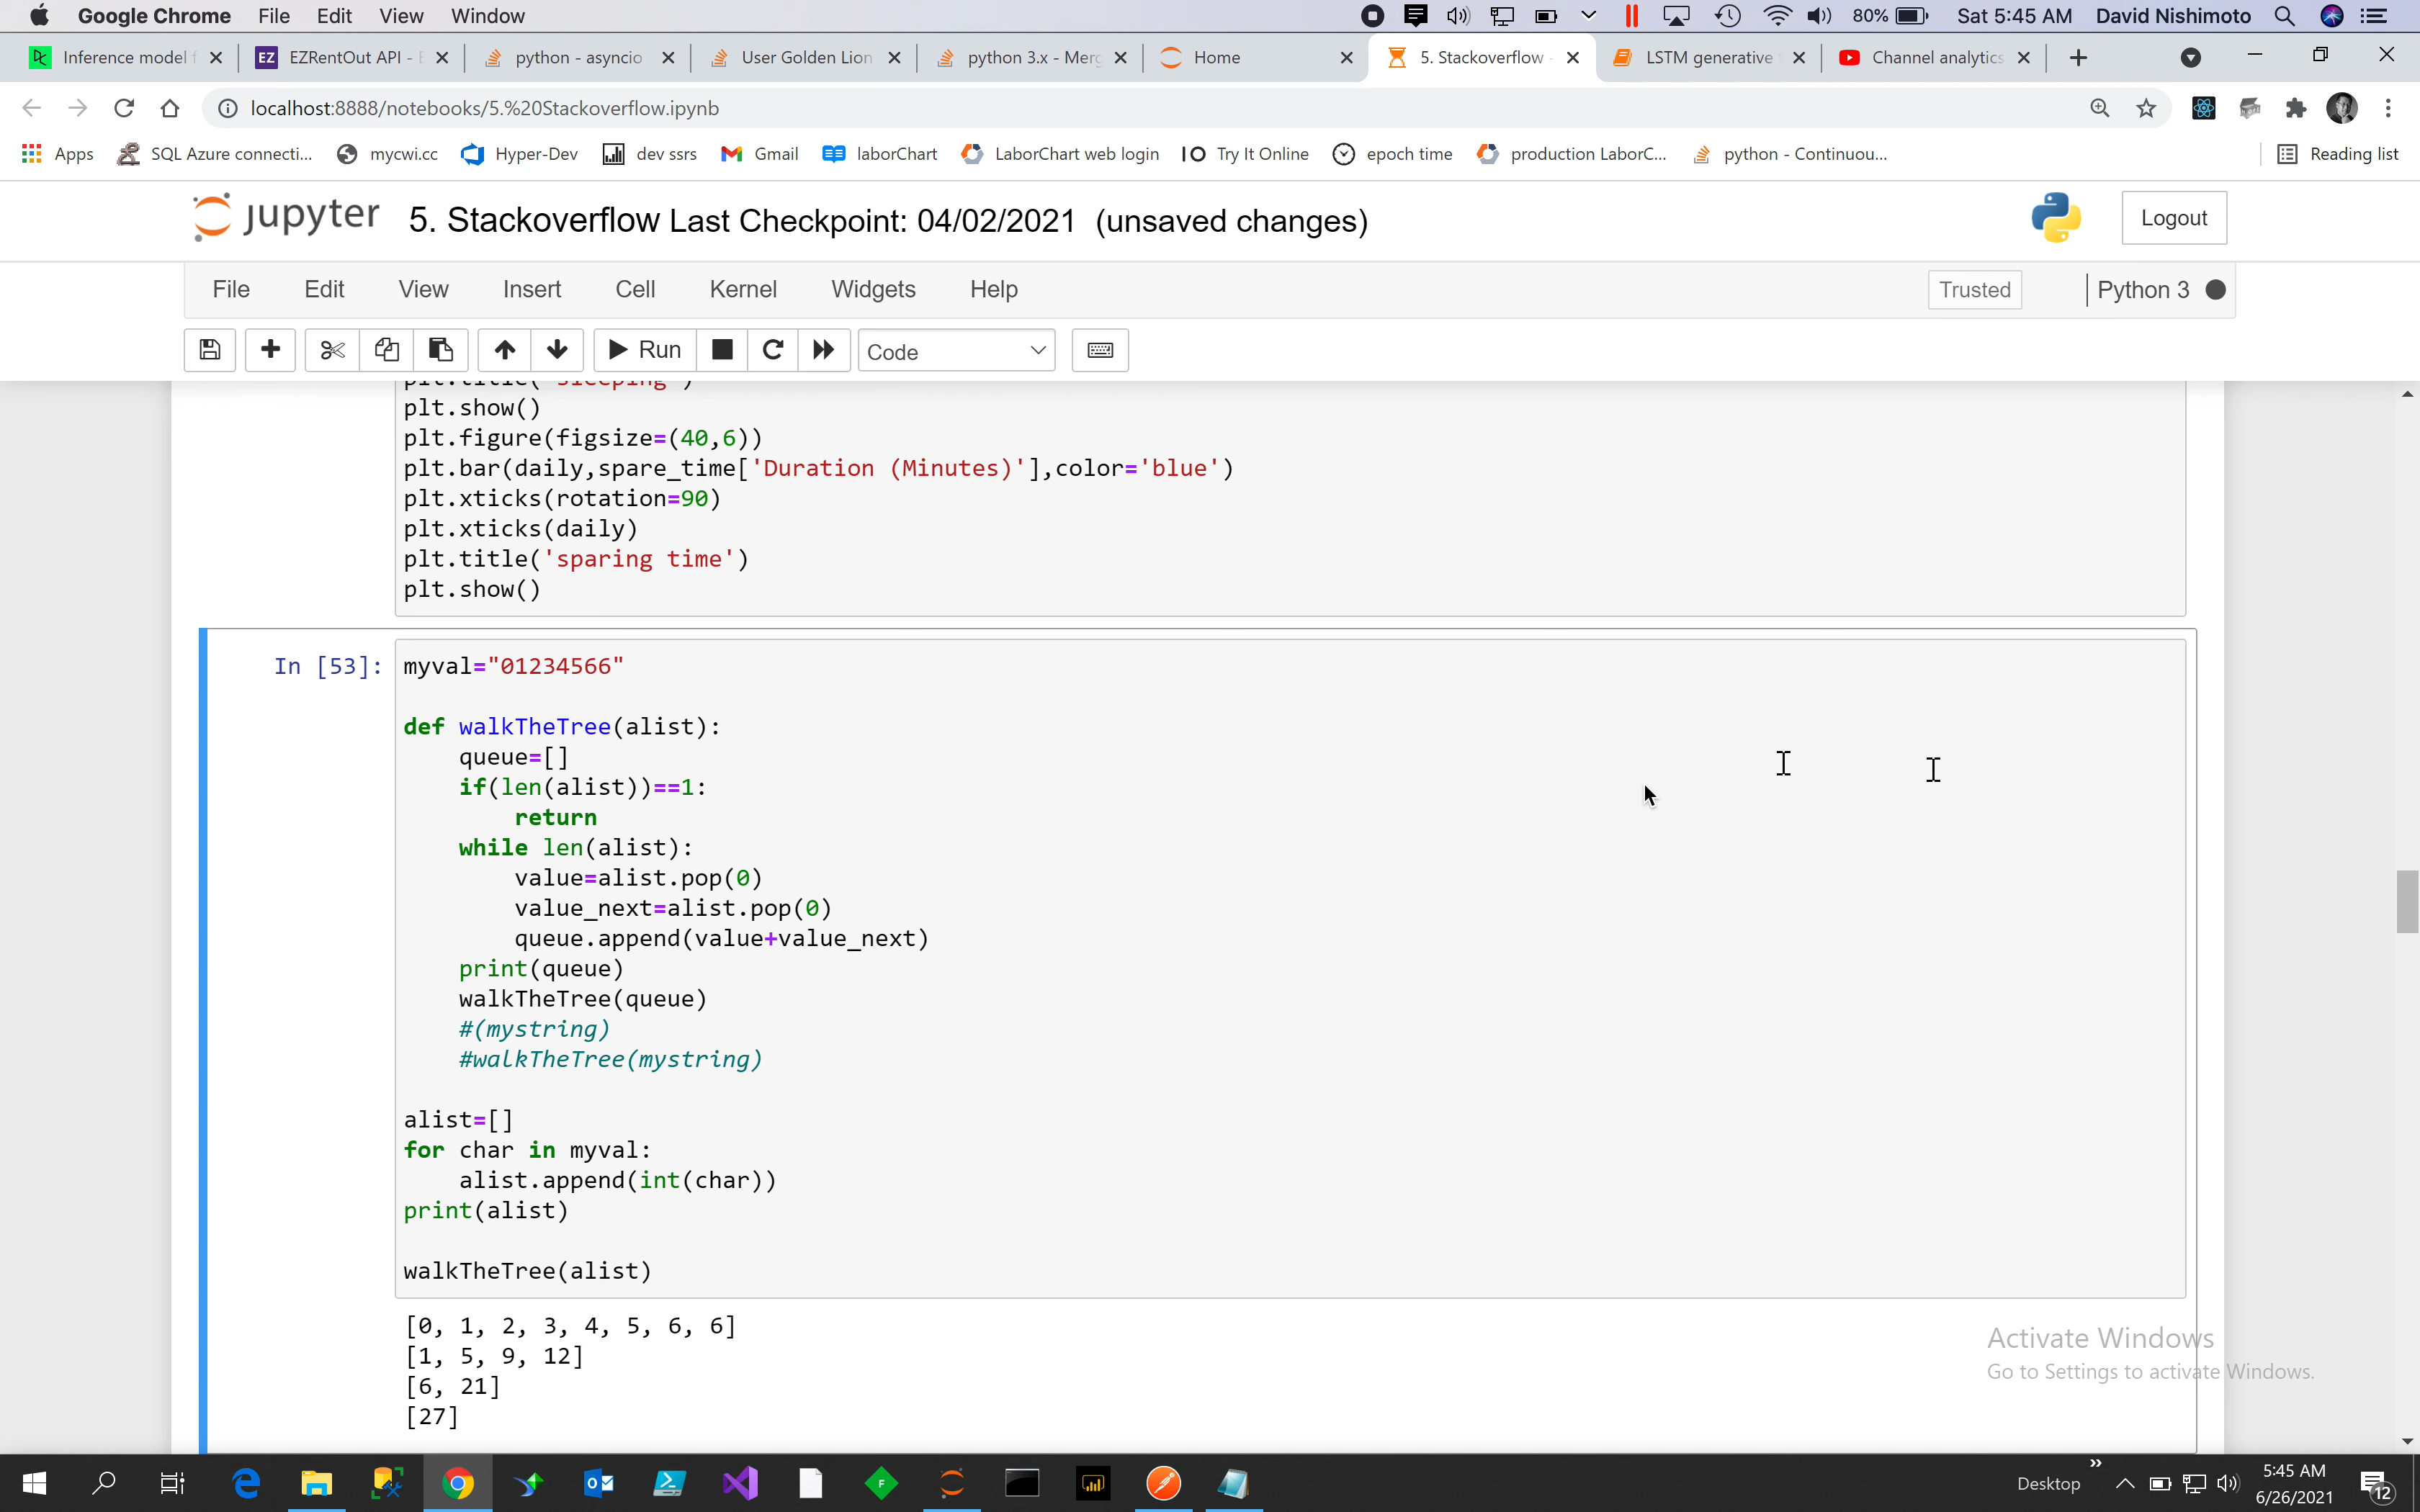 Google Chrome File Edit View Window 80% Sat 5:45 AM David Nishimoto
Inference model f EZ EZRentOut API - E python - asyncio User Golden Lion python 3.x - Merg Home 5. Stackoverflow - LSTM generative Channel analytics
localhost:8888/notebooks/5.%20Stackoverflow.ipynb
Apps SQL Azure connecti... mycwi.cc Hyper-Dev dev ssrs Gmail laborChart LaborChart web login Try It Online epoch time production LaborC... python - Continuou... Reading list
jupyter 5. Stackoverflow Last Checkpoint: 04/02/2021 (unsaved changes) Logout
File Edit View Insert Cell Kernel Widgets Help Trusted Python 3
Run Code
plt.title('sleeping')
plt.show()
plt.figure(figsize=(40,6))
plt.bar(daily,spare_time['Duration (Minutes)'],color='blue')
plt.xticks(rotation=90)
plt.xticks(daily)
plt.title('sparing time')
plt.show()
In [53]: myval="01234566"
def walkTheTree(alist):
queue=[]
if(len(alist))==1:
return
while len(alist):
value=alist.pop(0)
value_next=alist.pop(0)
queue.append(value+value_next)
print(queue)
walkTheTree(queue)
#(mystring)
#walkTheTree(mystring)
alist=[]
for char in myval:
alist.append(int(char))
print(alist)
walkTheTree(alist)
[0, 1, 2, 3, 4, 5, 6, 6]
[1, 5, 9, 12]
[6, 21]
[27]
Activate Windows
Go to Settings to activate Windows.
Desktop 5:45 AM
6/26/2021 12